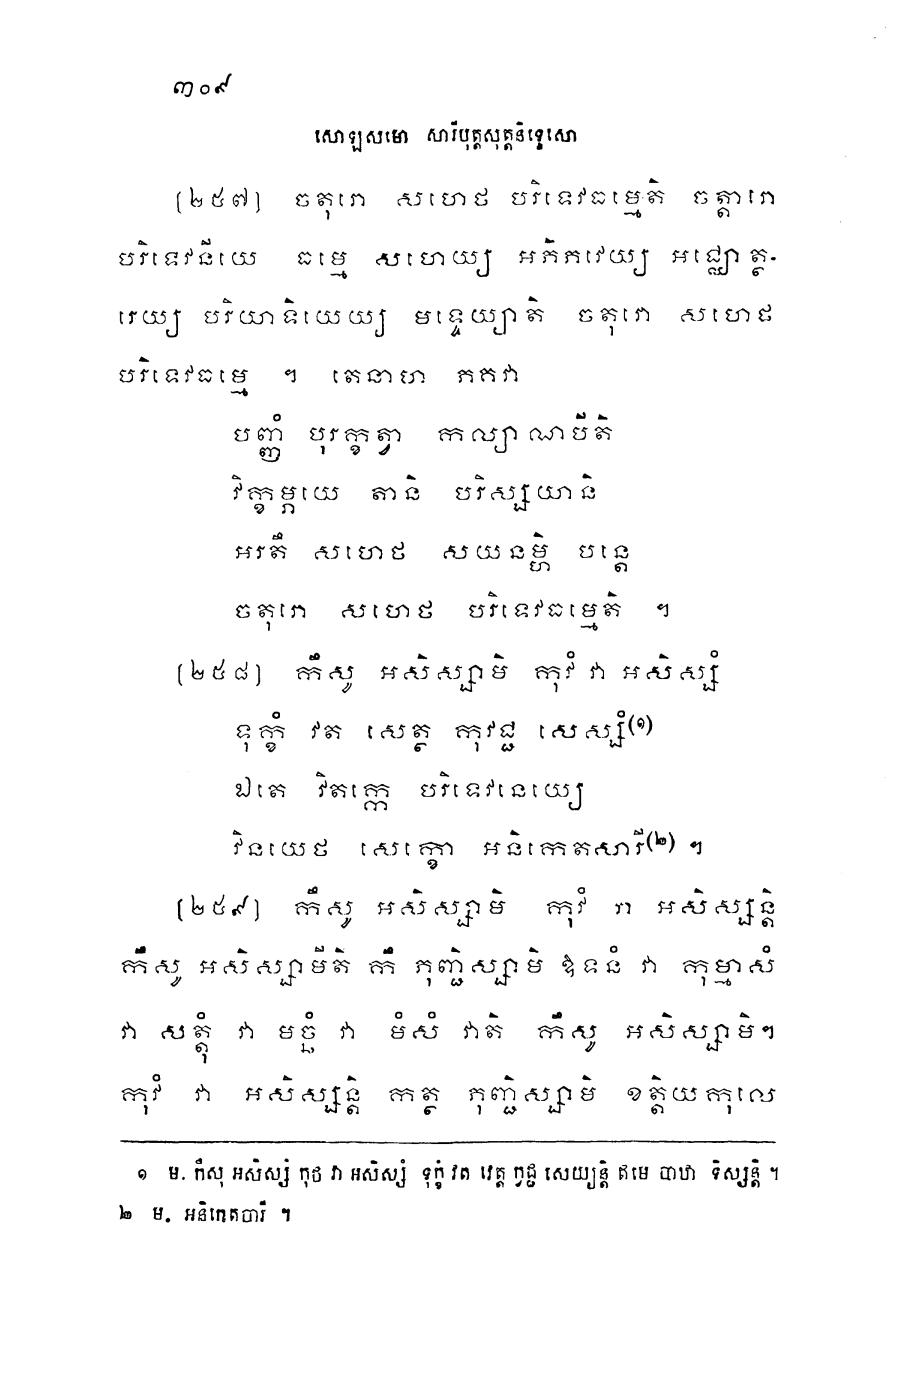 ៣០៩
សោឡសមោ សារីបុត្តសុត្តនិទ្ទេសោ
(២៥៧) ចតុរោ សហេថ បរិទេវធម្មេតិ ចត្តារោ
បរិទេវនីយេ ធម្មេ សហេយ្យ អភិភវេយ្យ អជ្ឈោត្ថ-
រេយ្យ បរិយាទិយេយ្យ មទ្ទេយ្យាតិ ចតុរោ សហេថ
បរិទេវធម្មេ ។ តេនាហ ភគវា
បញ្ញំ បុរក្ខត្វា កល្យាណបីតិ
វិក្ខម្ភយេ តានិ បរិស្សយានិ
អរតឹ សហេថ សយនម្ហិ បន្តេ
ចតុរោ សហេថ បរិទេវធម្មេតិ ។
(២៥៨) កឹសូ អសិស្សាមិ កុវំ វា អសិស្សំ
ទុក្ខំ វត សេត្ថ កុវជ្ជ សេស្សំ(១)
ឯតេ វិតក្កេ បរិទេវនេយ្យេ
វិនយេថ សេក្ខោ អនិកេតសារី(២) ។
(២៥៩) កឹសូ អសិស្សាមិ កុវំ វា អសិស្សន្តិ
កឹសូ អសិស្សាមីតិ កឹ ភុញ្ជិស្សាមិ ឱទនំ វា កុម្មាសំ
វា សត្តុំ វា មច្ឆំ វា មំសំ វាតិ កឹសូ អសិស្សាមិ។
កុវំ វា អសិស្សន្តិ កត្ថ ភុញ្ជិស្សាមិ ខត្តិយកុលេ
១ ម. កឹសុ អសិស្សំ កុថ វា អសិស្សំ ទុក្ខំ វត វេត្ថ ក្វជ្ជ សេយ្យន្តិ ឥមេ បាឋា ទិស្សន្តិ ។
២ ម. អនិកេតចារី ។